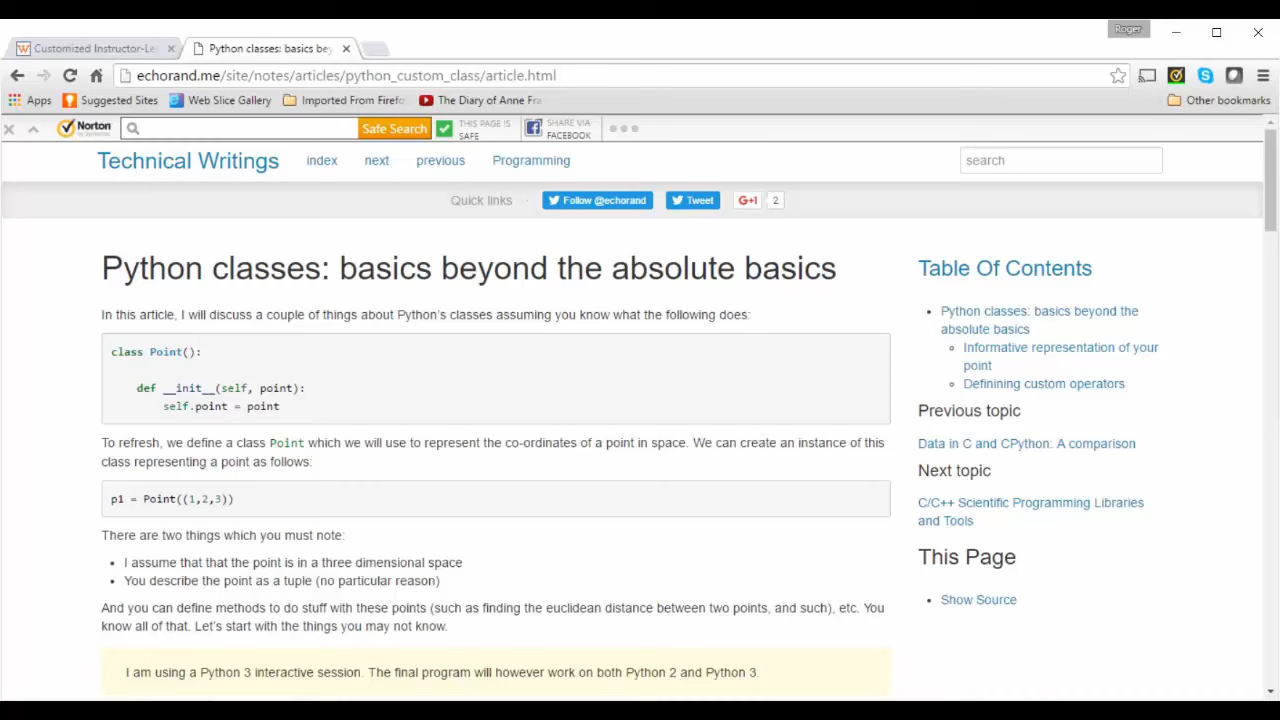 Roger
Customized Instructor-Le
Python classes: basics bey
echorand.me/site/notes/articles/python_custom_class/article.html
Apps
Suggested Sites
Web Slice Gallery
Imported From Firefo
The Diary of Anne Fra
Other bookmarks
Norton
by Symantec
Safe Search
THIS PAGE IS
SAFE
SHARE VIA
FACEBOOK
Technical Writings
index
next
previous
Programming
search
Quick links
Follow @echorand
Tweet
G+1
2
Python classes: basics beyond the absolute basics
In this article, I will discuss a couple of things about Python's classes assuming you know what the following does:
class Point():
def __init__(self, point):
self.point = point
To refresh, we define a class Point which we will use to represent the co-ordinates of a point in space. We can create an instance of this
class representing a point as follows:
p1 = Point((1,2,3))
There are two things which you must note:
• I assume that that the point is in a three dimensional space
• You describe the point as a tuple (no particular reason)
And you can define methods to do stuff with these points (such as finding the euclidean distance between two points, and such), etc. You
know all of that. Let's start with the things you may not know.
I am using a Python 3 interactive session. The final program will however work on both Python 2 and Python 3.
Table Of Contents
• Python classes: basics beyond the
absolute basics
Informative representation of your
point
Definining custom operators
Previous topic
Data in C and CPython: A comparison
Next topic
C/C++ Scientific Programming Libraries
and Tools
This Page
• Show Source